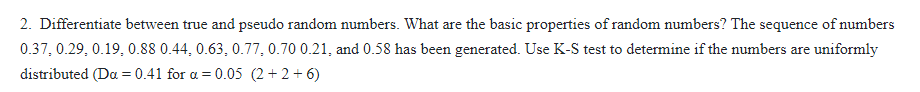 2. Differentiate between true and pseudo random numbers. What are the basic properties of random numbers? The sequence of numbers
0.37, 0.29, 0.19, 0.88 0.44, 0.63, 0.77, 0.70 0.21, and 0.58 has been generated. Use K-S test to determine if the numbers are uniformly
distributed (Dα = 0.41 for α = 0.05 (2 + 2 + 6)